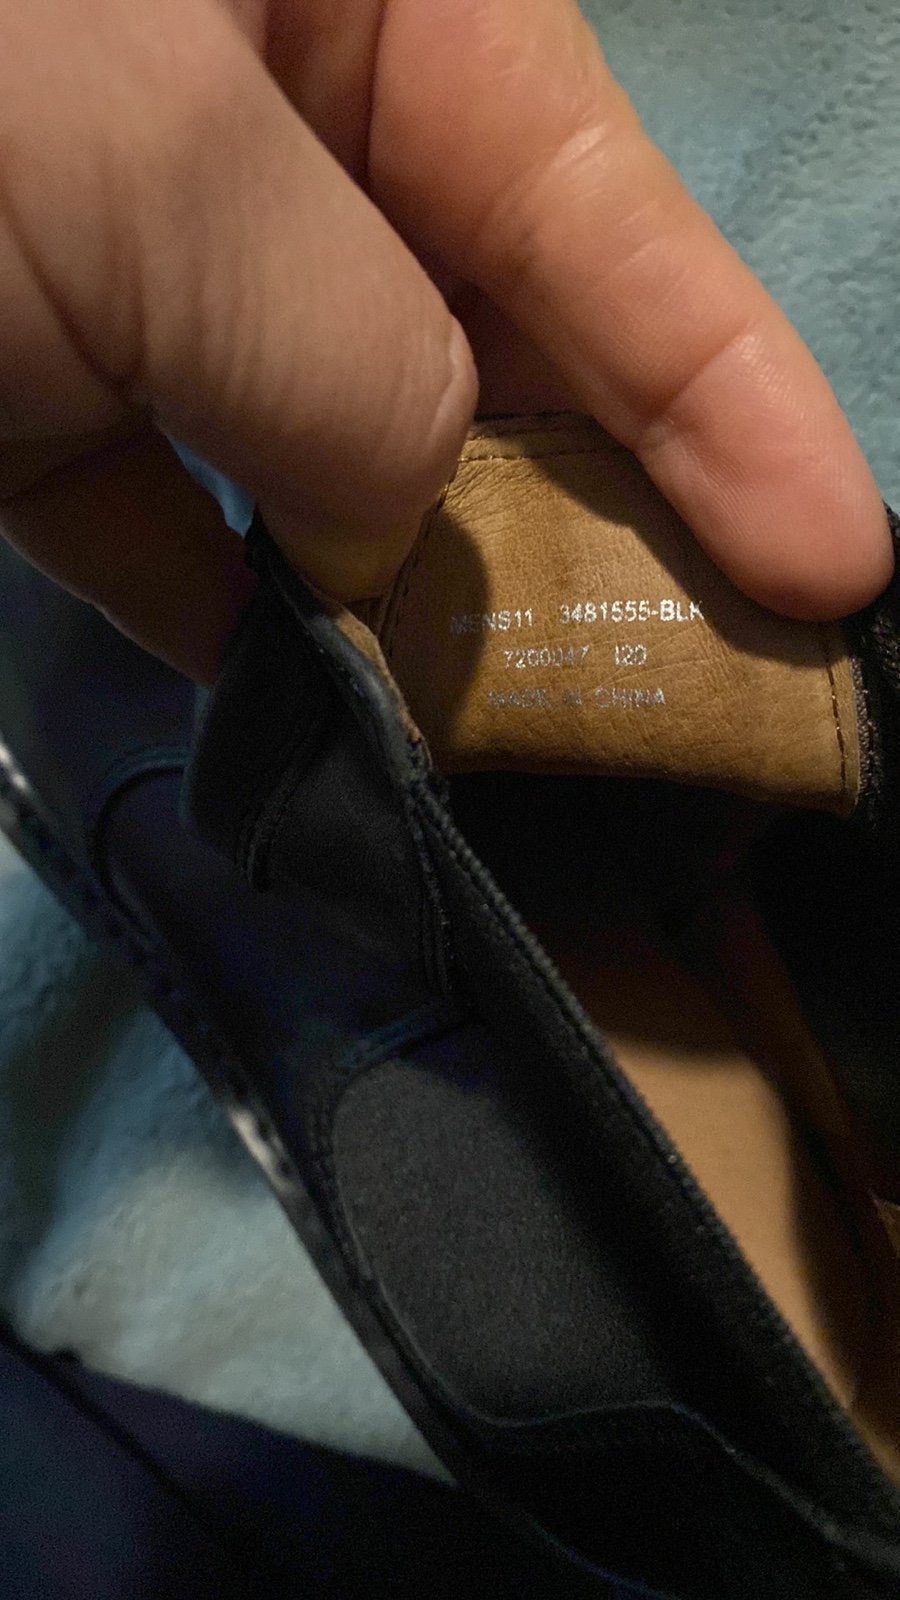 MENS11 3481555-BLK
7200047 I20
MADE IN CHINA